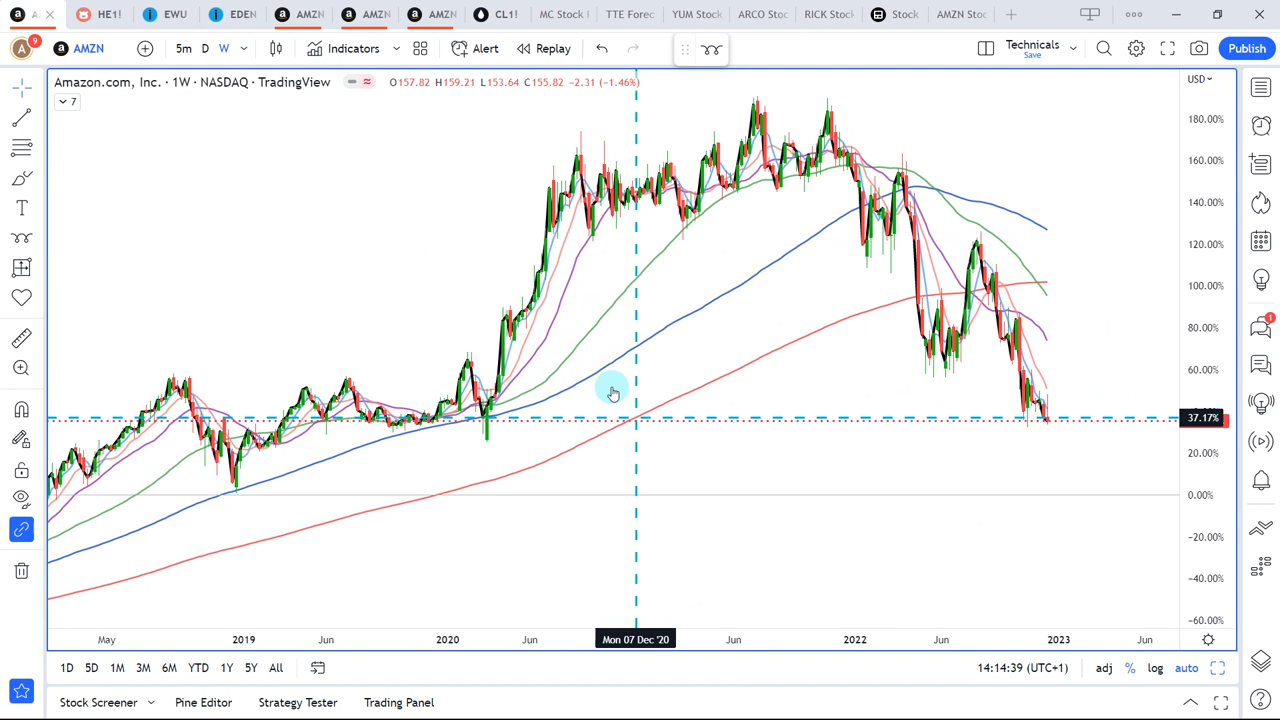 A
HE1!
EWU
EDEN
AMZN
AMZN
AMZN
CL1!
MC Stock
TTE Forec
YUM Sto
ARCO Sto
RICK Stoc
Stoc
AMZN Sto
A 9 AMZN 5m D W Indicators Alert Replay Technicals Save Publish
Amazon.com, Inc. · 1W · NASDAQ · TradingView O157.82 H159.21 L153.64 C155.82 −2.31 (−1.46%) USD
7
180.00%
160.00%
140.00%
120.00%
100.00%
80.00%
60.00%
37.17%
20.00%
0.00%
−20.00%
−40.00%
−60.00%
1
May 2019 Jun 2020 Jun Mon 07 Dec '20 Jun 2022 Jun 2023 Jun
1D 5D 1M 3M 6M YTD 1Y 5Y All 14:14:39 (UTC+1) adj % log auto
Stock Screener Pine Editor Strategy Tester Trading Panel